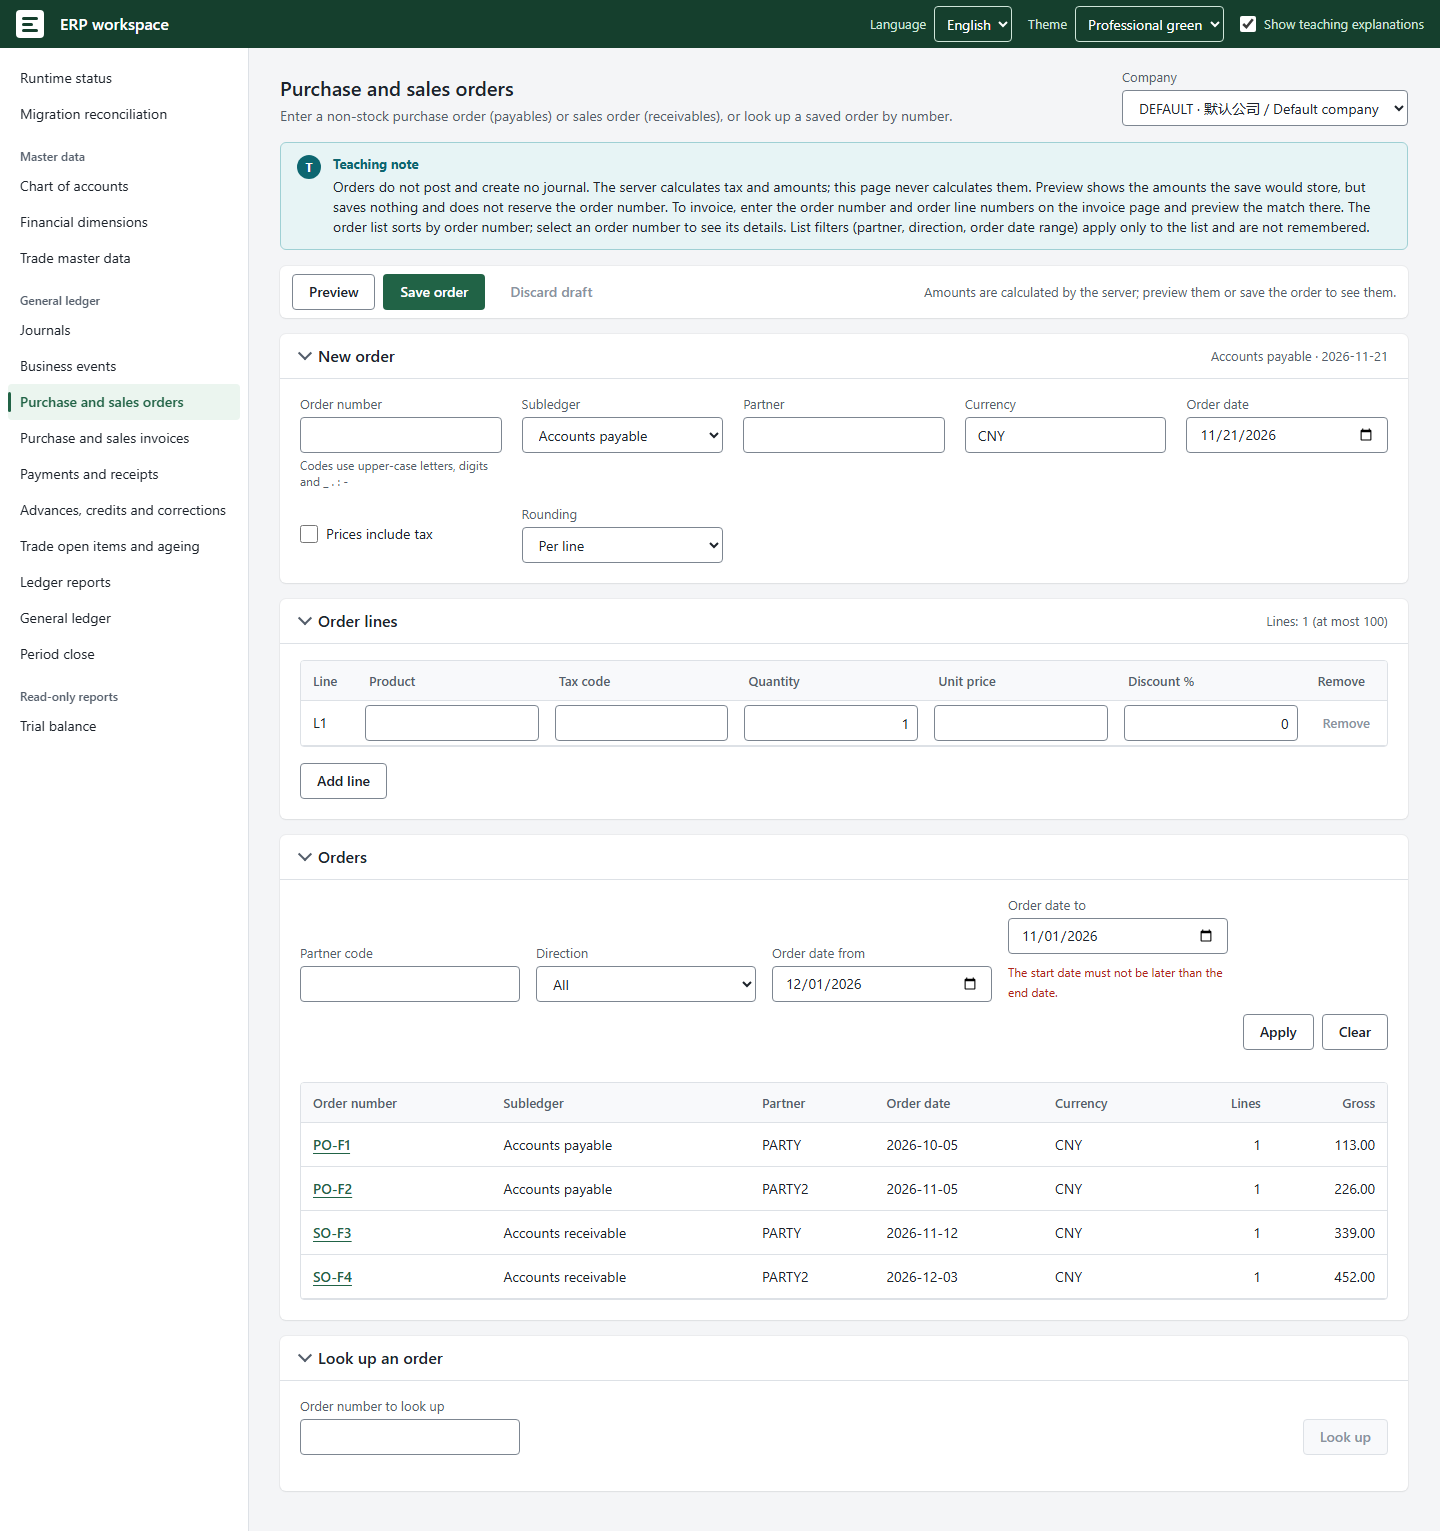 ERP workspace
Language English Theme Professional green Show teaching explanations
Runtime status
Migration reconciliation
Master data
Chart of accounts
Financial dimensions
Trade master data
General ledger
Journals
Business events
Purchase and sales orders
Purchase and sales invoices
Payments and receipts
Advances, credits and corrections
Trade open items and ageing
Ledger reports
General ledger
Period close
Read-only reports
Trial balance
Purchase and sales orders
Enter a non-stock purchase order (payables) or sales order (receivables), or look up a saved order by number.
Company
DEFAULT · 默认公司 / Default company
T
Teaching note
Orders do not post and create no journal. The server calculates tax and amounts; this page never calculates them. Preview shows the amounts the save would store, but
saves nothing and does not reserve the order number. To invoice, enter the order number and order line numbers on the invoice page and preview the match there. The
order list sorts by order number; select an order number to see its details. List filters (partner, direction, order date range) apply only to the list and are not remembered.
Preview Save order Discard draft Amounts are calculated by the server; preview them or save the order to see them.
New order Accounts payable · 2026-11-21
Order number Subledger Partner Currency Order date
Accounts payable CNY 11/21/2026
Codes use upper-case letters, digits
and _ . : -
Rounding
Prices include tax Per line
Order lines Lines: 1 (at most 100)
Line Product Tax code Quantity Unit price Discount % Remove
L1 1 0 Remove
Add line
Orders
Partner code Direction Order date from Order date to
All 12/01/2026 11/01/2026
The start date must not be later than the
end date.
Apply Clear
Order number Subledger Partner Order date Currency Lines Gross
PO-F1 Accounts payable PARTY 2026-10-05 CNY 1 113.00
PO-F2 Accounts payable PARTY2 2026-11-05 CNY 1 226.00
SO-F3 Accounts receivable PARTY 2026-11-12 CNY 1 339.00
SO-F4 Accounts receivable PARTY2 2026-12-03 CNY 1 452.00
Look up an order
Order number to look up
Look up